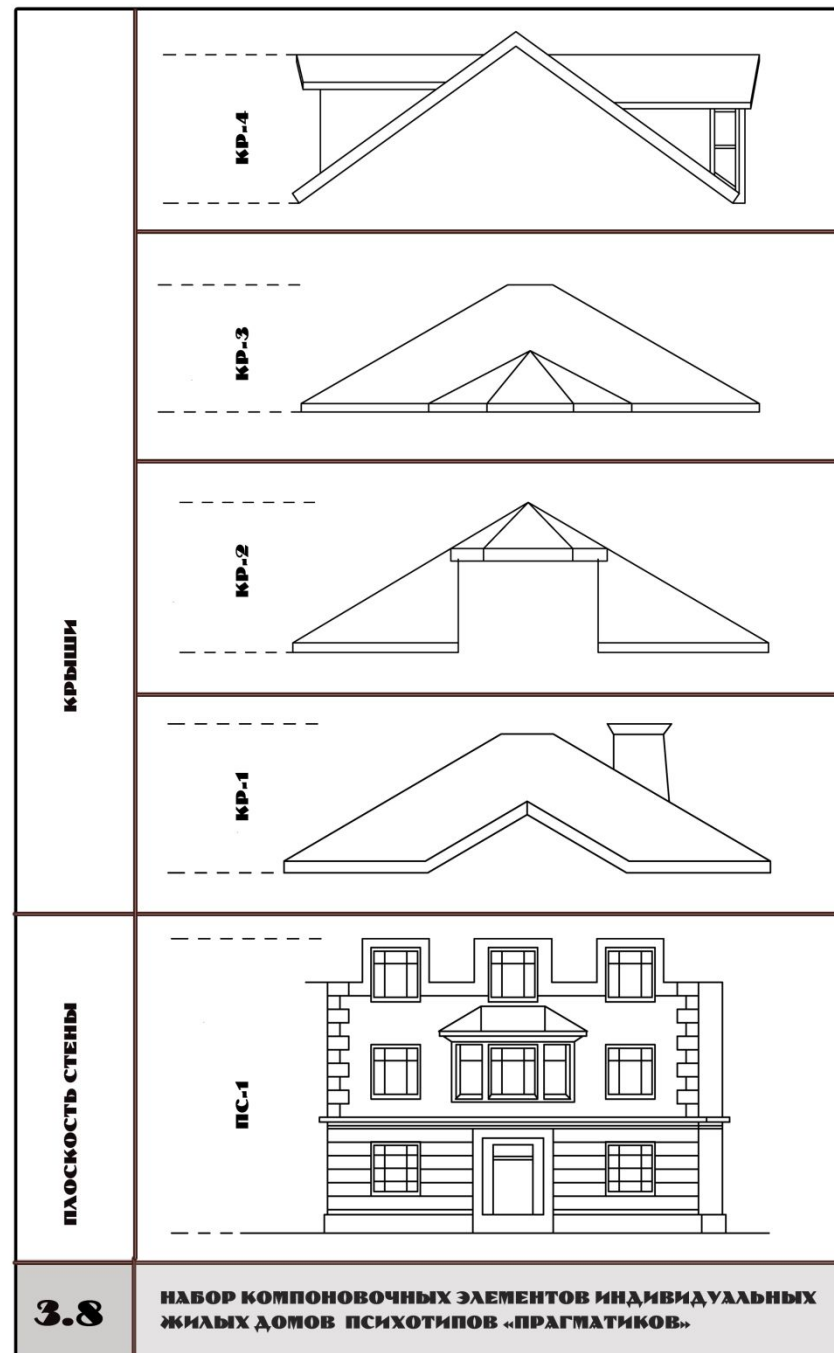 КР-4
КР-3
КР-2
КРЫШИ
КР-1
ПЛОСКОСТЬ СТЕНЫ
ПС-1
3.8
НАБОР КОМПОНОВОЧНЫХ ЭЛЕМЕНТОВ ИНДИВИДУАЛЬНЫХ
ЖИЛЫХ ДОМОВ ПСИХОТИПОВ «ПРАГМАТИКОВ»